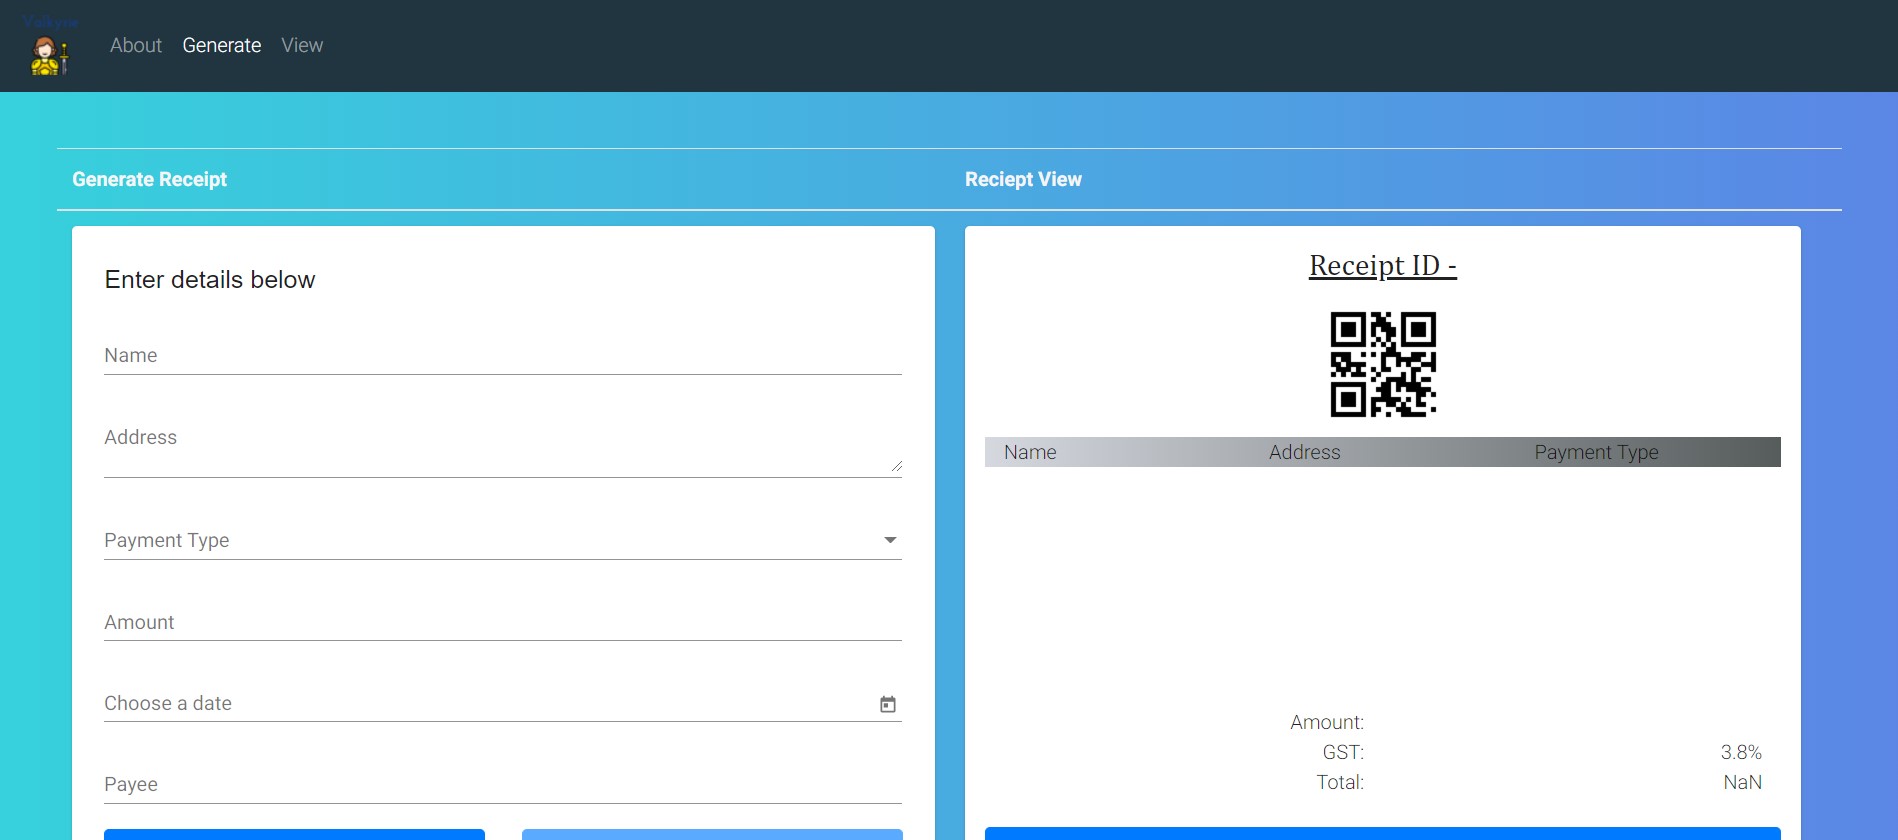 Valkyrie
About
Generate
View
Generate Receipt
Reciept View
Enter details below
Name
Address
Payment Type
Amount
Choose a date
Payee
Receipt ID -
Name Address Payment Type
Amount:
GST: 3.8%
Total: NaN